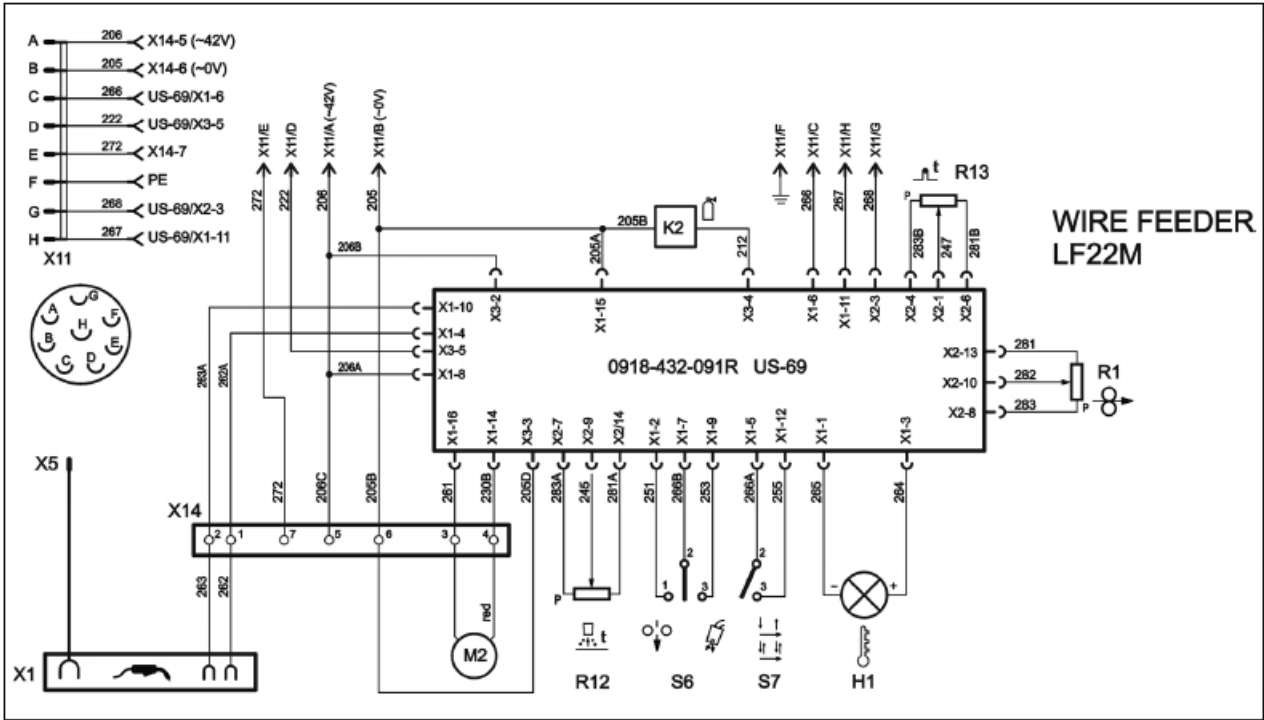 A 206 X14-5 (~42V)
B 205 X14-6 (~0V)
C 266 US-69/X1-6
D 222 US-69/X3-5
E 272 X14-7
F PE
G 268 US-69/X2-3
H 267 US-69/X1-11
X11
G
A F
H
B E
C D
X11/E X11/D X11/A (~42V) X11/B (~0V) X11/F X11/C X11/H X11/G
272 222 206 205 266 267 268
t R13
P
283B 247 281B
WIRE FEEDER
LF22M
205B K2
206B 205A 212
X3-2 X1-15 X3-4 X1-6 X1-11 X2-3 X2-4 X2-1 X2-6
X1-10
X1-4
X3-5
X1-8
206A
263A 262A
0918-432-091R US-69
X2-13 281
X2-10 282 R1
X2-8 283 P
X1-16 X1-14 X3-3 X2-7 X2-9 X2/14 X1-2 X1-7 X1-9 X1-5 X1-12 X1-1 X1-3
272 206C 205B 261 230B 205D 283A 245 281A 251 266B 253 266A 255 265 264
X5
X14
2 1 7 5 6 3 4
263 262 red
P
t
1 2 3
2 3
- +
X1
M2
R12 S6 S7 H1